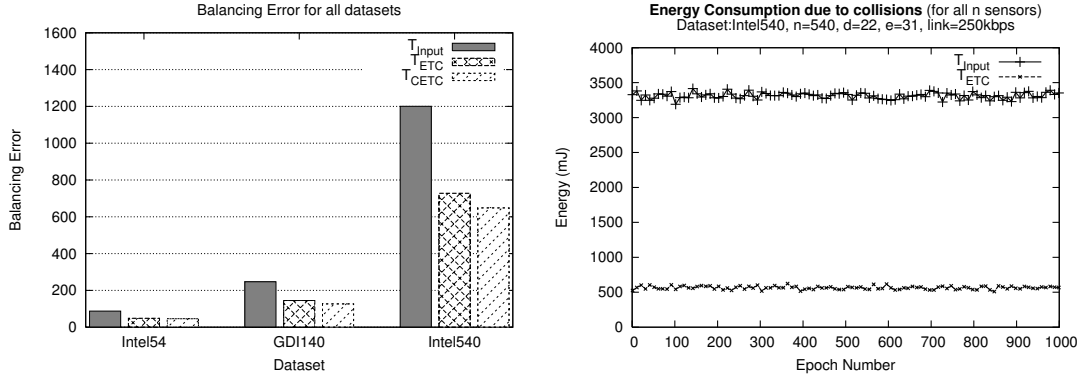 Balancing Error for all datasets
1600
1400
1200
1000
800
600
400
200
0
Balancing Error
T_Input
T_ETC
T_CETC
Intel54
GDI140
Intel540
Dataset
Energy Consumption due to collisions (for all n sensors)
Dataset:Intel540, n=540, d=22, e=31, link=250kbps
4000
3500
3000
2500
2000
1500
1000
500
0
Energy (mJ)
T_Input
T_ETC
0 100 200 300 400 500 600 700 800 900 1000
Epoch Number